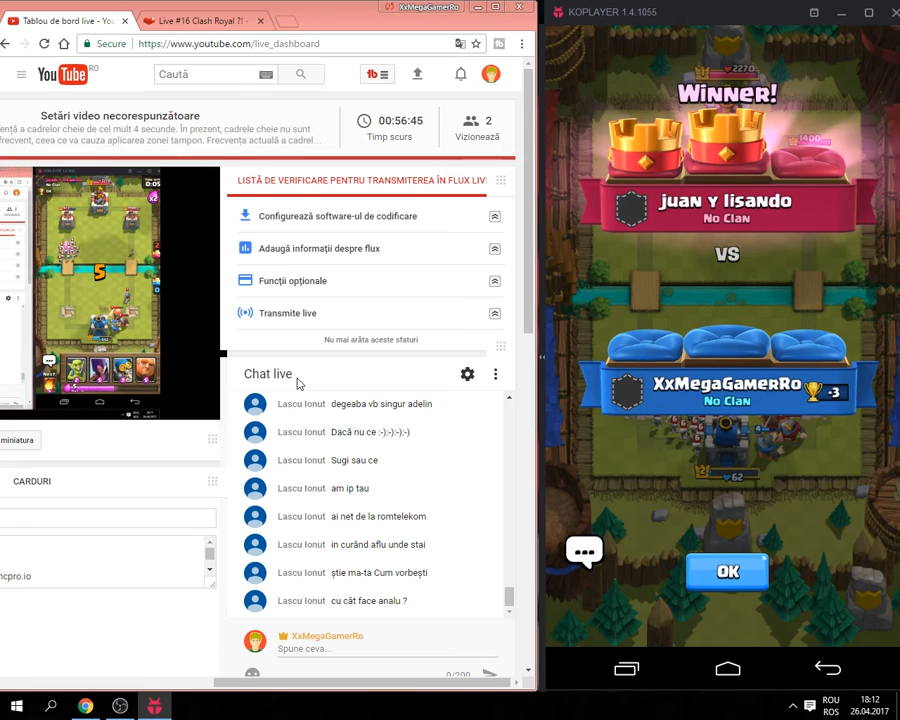 XxMegaGamerRo
Tablou de bord live - You
Live #16 Clash Royal ?! -
Secure
https://www.youtube.com/live_dashboard
YouTube RO
Caută
Setări video necorespunzătoare
ența a cadrelor cheie de cel mult 4 secunde. În prezent, cadrele cheie nu sunt
frecvent, ceea ce va cauza aplicarea zonei tampon. Frecvența actuală a cadrel...
00:56:45
Timp scurs
2
Vizionează
LISTĂ DE VERIFICARE PENTRU TRANSMITEREA ÎN FLUX LIV
Configurează software-ul de codificare
Adaugă informații despre flux
Funcții opționale
Transmite live
Nu mai arăta aceste sfaturi
5
miniatura
CARDURI
ncpro.io
Chat live
Lascu Ionut degeaba vb singur adelin
Lascu Ionut Dacă nu ce :-):-):-):-)
Lascu Ionut Sugi sau ce
Lascu Ionut am ip tau
Lascu Ionut ai net de la romtelekom
Lascu Ionut in curând aflu unde stai
Lascu Ionut știe ma-ta Cum vorbești
Lascu Ionut cu cât face analu ?
XxMegaGamerRo
Spune ceva...
0/200
KOPLAYER 1.4.1055
2270
Winner!
1400
juan y lisando
No Clan
VS
XxMegaGamerRo
No Clan
-3
62
OK
ROU
ROS
18:12
26.04.2017